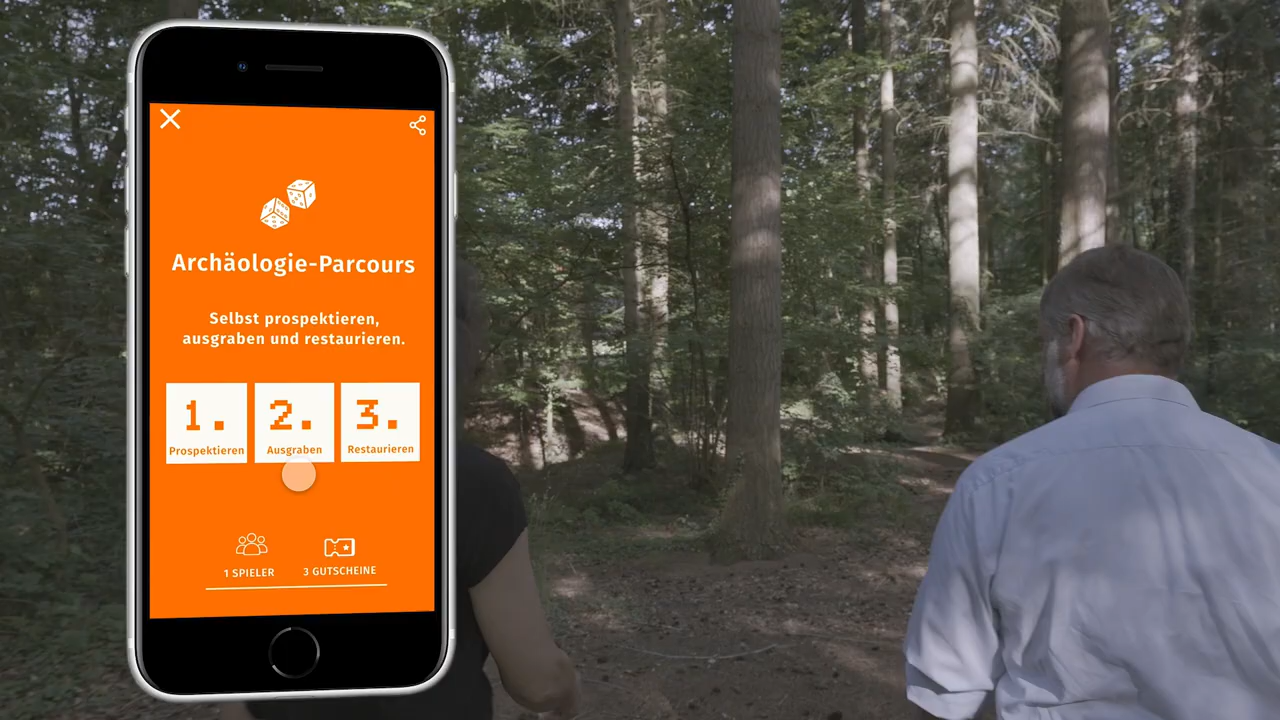 Archäologie-Parcours
Selbst prospektieren,
ausgraben und restaurieren.
1. 2. 3.
Prospektieren Ausgraben Restaurieren
1 SPIELER 3 GUTSCHEINE